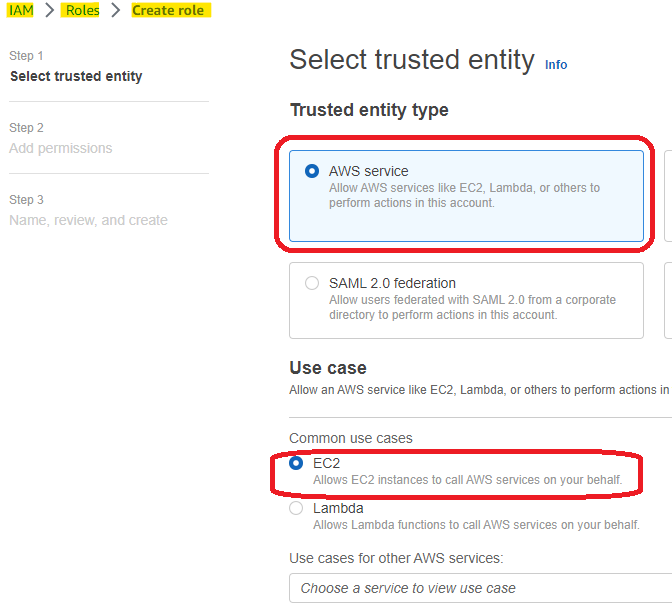 IAM > Roles > Create role
Step 1
Select trusted entity
Step 2
Add permissions
Step 3
Name, review, and create
Select trusted entity Info
Trusted entity type
AWS service
Allow AWS services like EC2, Lambda, or others to
perform actions in this account.
SAML 2.0 federation
Allow users federated with SAML 2.0 from a corporate
directory to perform actions in this account.
Use case
Allow an AWS service like EC2, Lambda, or others to perform actions in
Common use cases
EC2
Allows EC2 instances to call AWS services on your behalf.
Lambda
Allows Lambda functions to call AWS services on your behalf.
Use cases for other AWS services:
Choose a service to view use case